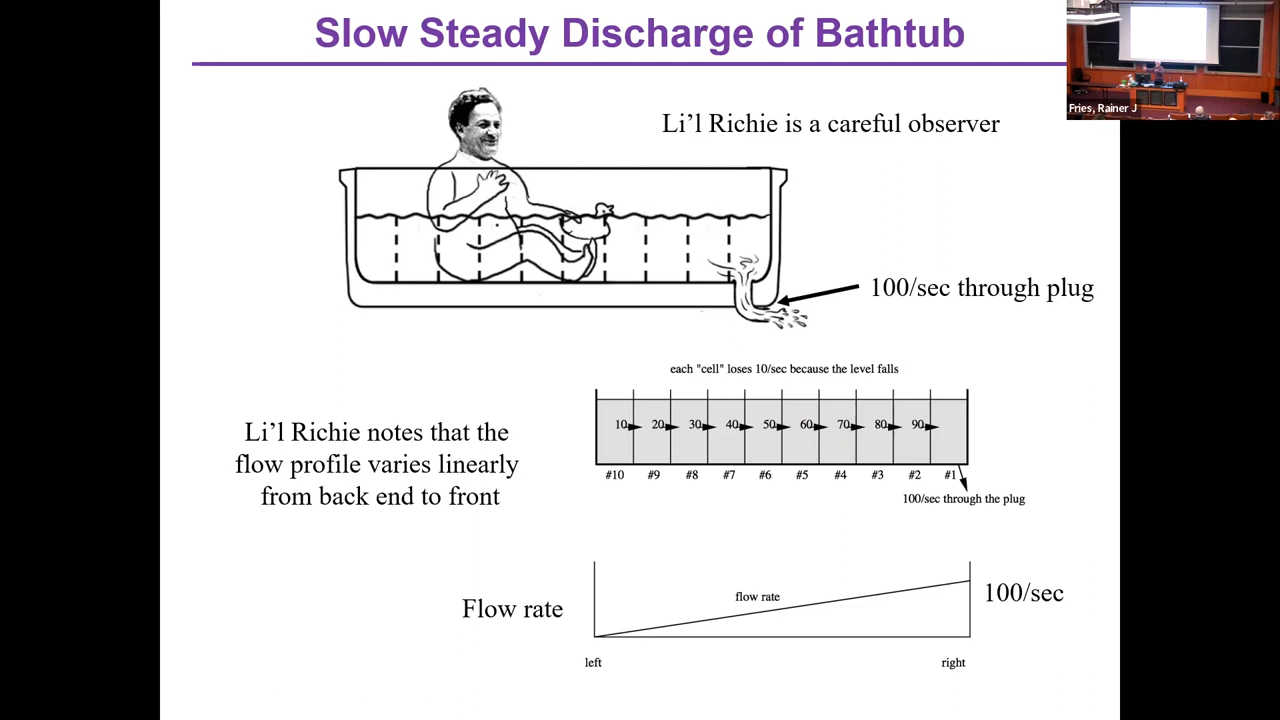 Slow Steady Discharge of Bathtub
Fries, Rainer J
Li’l Richie is a careful observer
100/sec through plug
each "cell" loses 10/sec because the level falls
10 20 30 40 50 60 70 80 90
#10 #9 #8 #7 #6 #5 #4 #3 #2 #1
100/sec through the plug
Li’l Richie notes that the
flow profile varies linearly
from back end to front
Flow rate
flow rate
100/sec
left right